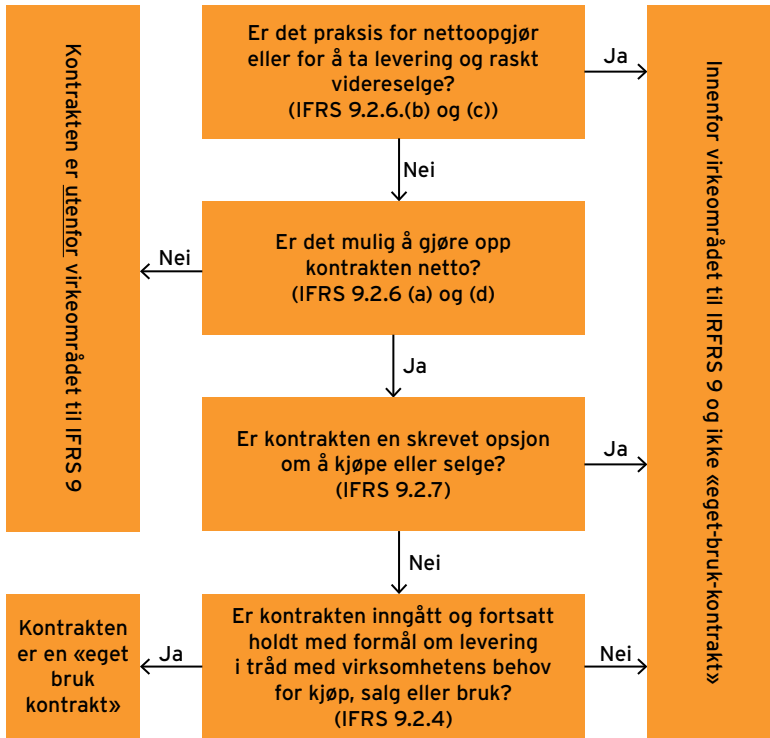 Er det praksis for nettoopgjør
eller for å ta levering og raskt
videreselge?
(IFRS 9.2.6.(b) og (c))
Ja
Nei
Er det mulig å gjøre opp
kontrakten netto?
(IFRS 9.2.6 (a) og (d)
Nei
Kontrakten er utenfor virkeområdet til IFRS 9
Ja
Er kontrakten en skrevet opsjon
om å kjøpe eller selge?
(IFRS 9.2.7)
Ja
Nei
Er kontrakten inngått og fortsatt
holdt med formål om levering
i tråd med virksomhetens behov
for kjøp, salg eller bruk?
(IFRS 9.2.4)
Ja
Kontrakten
er en «eget
bruk
kontrakt»
Nei
Innenfor virkeområdet til IRFRS 9 og ikke «eget-bruk-kontrakt»